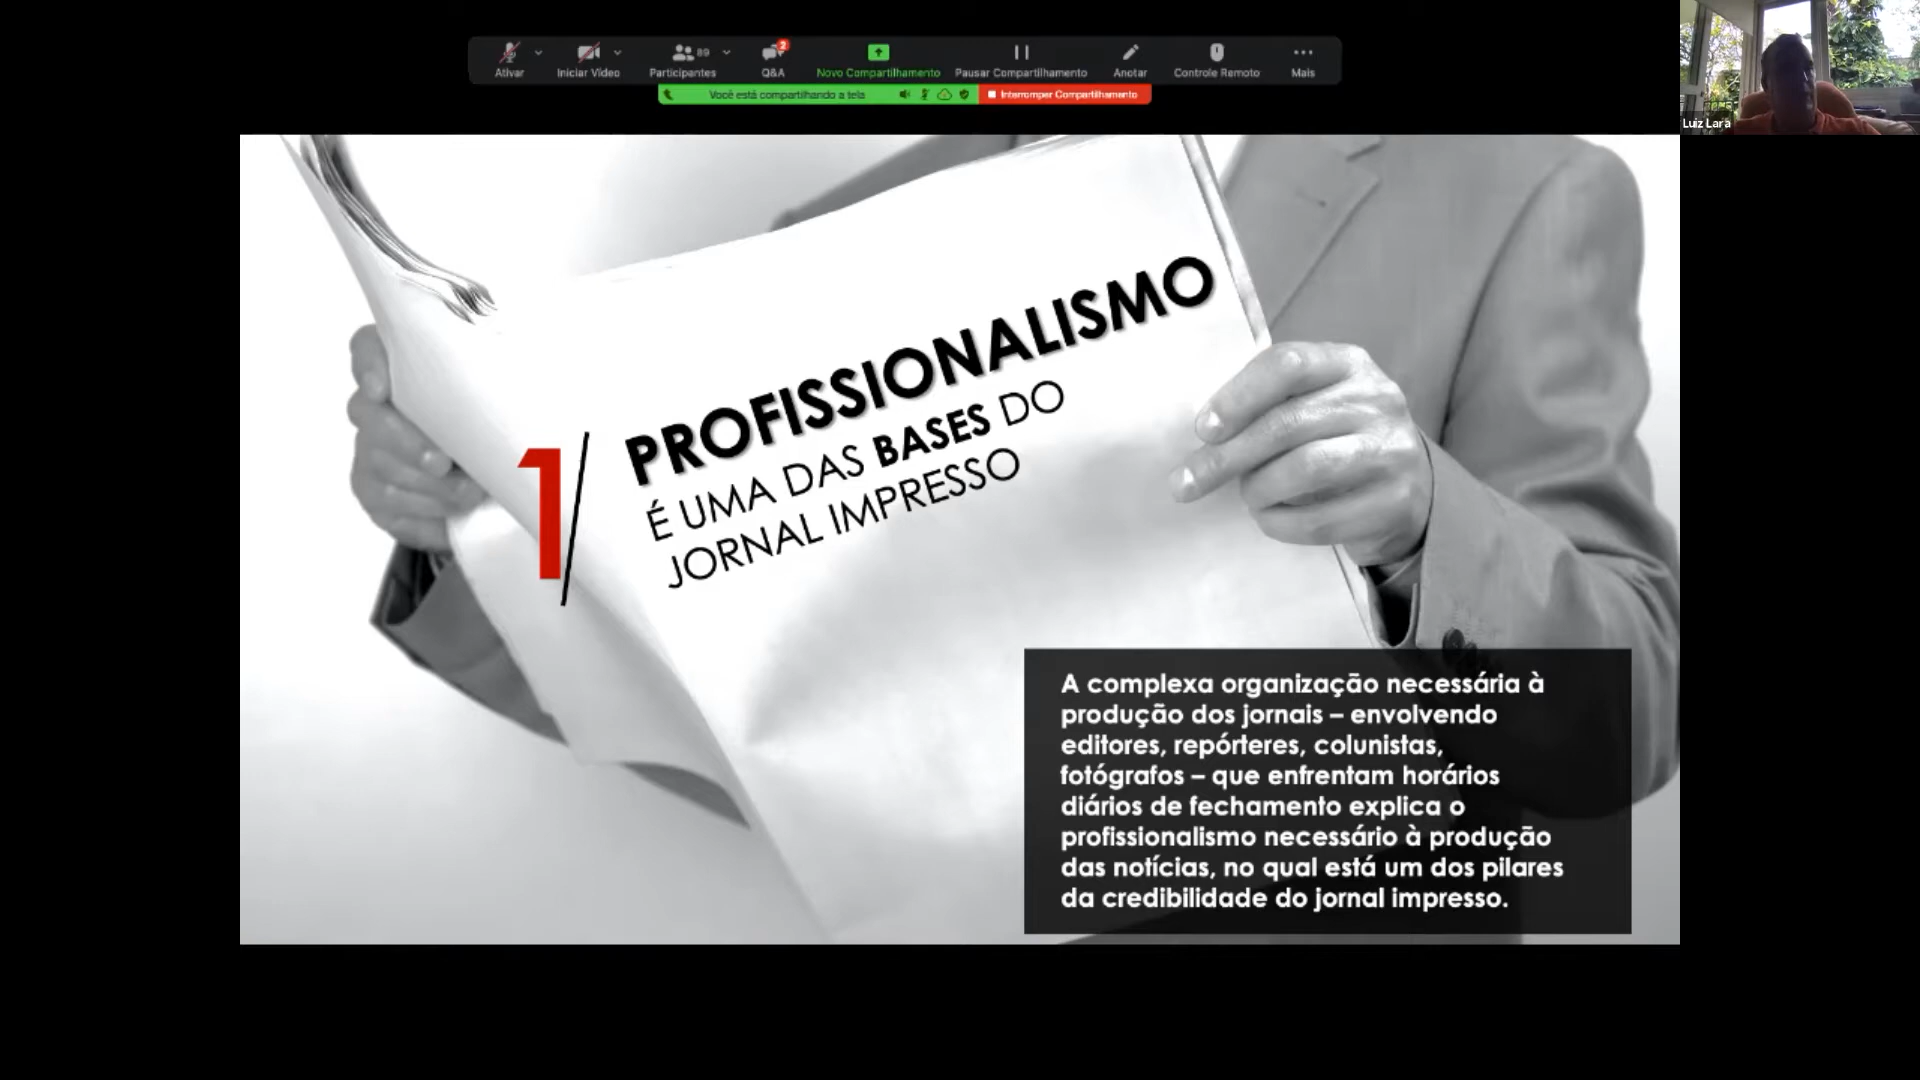 Ativar
Iniciar Vídeo
Participantes
89
Q&A
2
Novo Compartilhamento
Pausar Compartilhamento
Anotar
Controle Remoto
Mais
Você está compartilhando a tela
Interromper Compartilhamento
Luiz Lara
1/
PROFISSIONALISMO
É UMA DAS BASES DO
JORNAL IMPRESSO
A complexa organização necessária à
produção dos jornais – envolvendo
editores, repórteres, colunistas,
fotógrafos – que enfrentam horários
diários de fechamento explica o
profissionalismo necessário à produção
das notícias, no qual está um dos pilares
da credibilidade do jornal impresso.